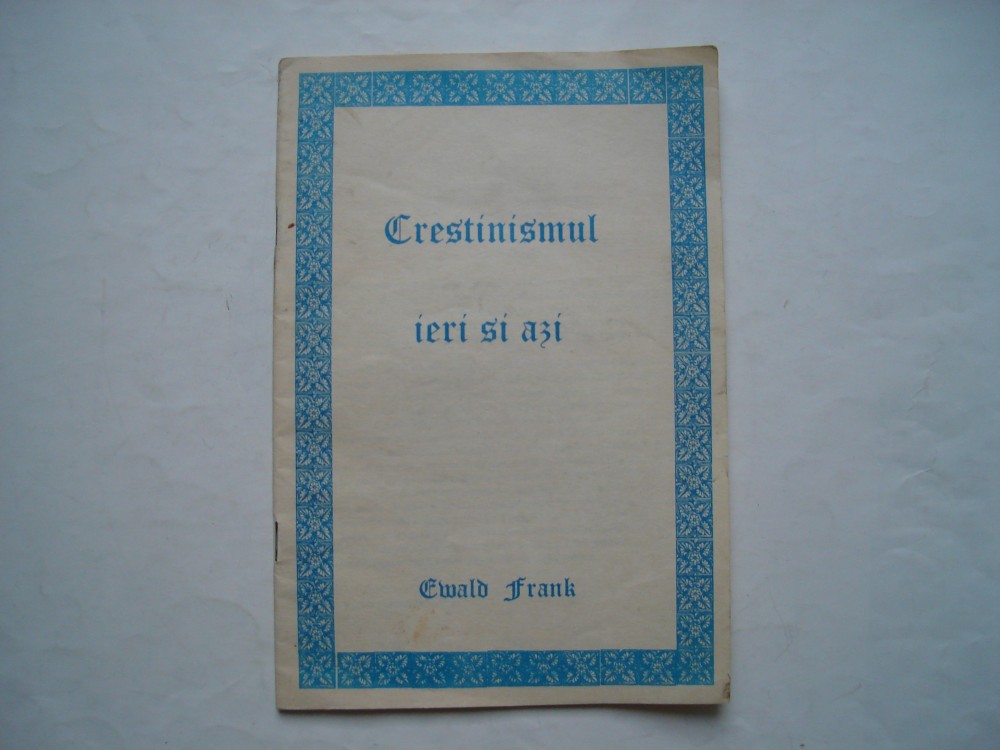 Crestinismul
ieri si azi
Ewald Frank